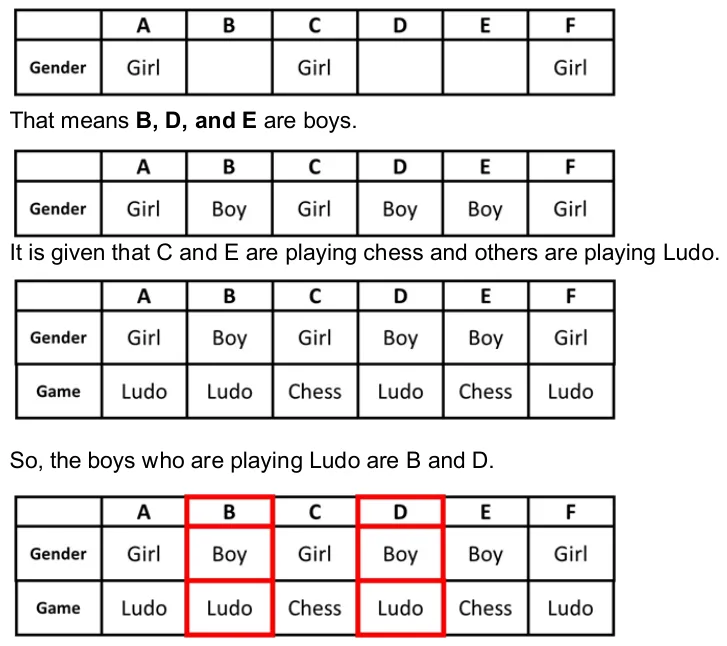 A B C D E F
Gender Girl Girl Girl
That means B, D, and E are boys.
A B C D E F
Gender Girl Boy Girl Boy Boy Girl
It is given that C and E are playing chess and others are playing Ludo.
A B C D E F
Gender Girl Boy Girl Boy Boy Girl
Game Ludo Ludo Chess Ludo Chess Ludo
So, the boys who are playing Ludo are B and D.
A B C D E F
Gender Girl Boy Girl Boy Boy Girl
Game Ludo Ludo Chess Ludo Chess Ludo